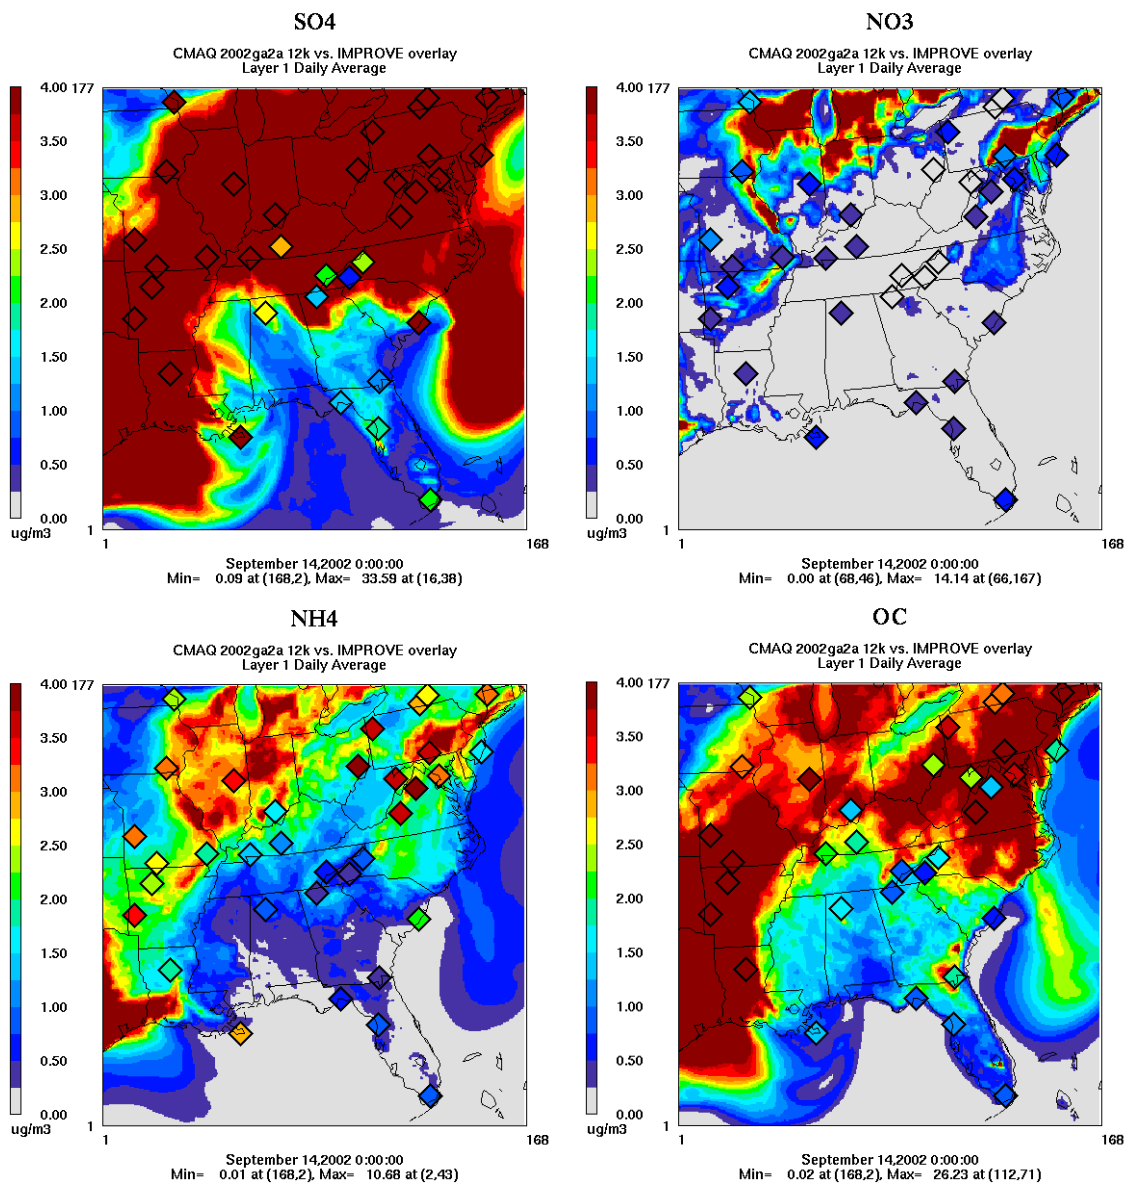 SO4
CMAQ 2002ga2a 12k vs. IMPROVE overlay
Layer 1 Daily Average
4.00 177
3.50
3.00
2.50
2.00
1.50
1.00
0.50
0.00
ug/m3
1
1 168
September 14,2002 0:00:00
Min= 0.09 at (168,2), Max= 33.59 at (16,38)
NO3
CMAQ 2002ga2a 12k vs. IMPROVE overlay
Layer 1 Daily Average
4.00 177
3.50
3.00
2.50
2.00
1.50
1.00
0.50
0.00
ug/m3
1
1 168
September 14,2002 0:00:00
Min= 0.00 at (68,46), Max= 14.14 at (66,167)
NH4
CMAQ 2002ga2a 12k vs. IMPROVE overlay
Layer 1 Daily Average
4.00 177
3.50
3.00
2.50
2.00
1.50
1.00
0.50
0.00
ug/m3
1
1 168
September 14,2002 0:00:00
Min= 0.01 at (168,2), Max= 10.68 at (2,43)
OC
CMAQ 2002ga2a 12k vs. IMPROVE overlay
Layer 1 Daily Average
4.00 177
3.50
3.00
2.50
2.00
1.50
1.00
0.50
0.00
ug/m3
1
1 168
September 14,2002 0:00:00
Min= 0.02 at (168,2), Max= 26.23 at (112,71)